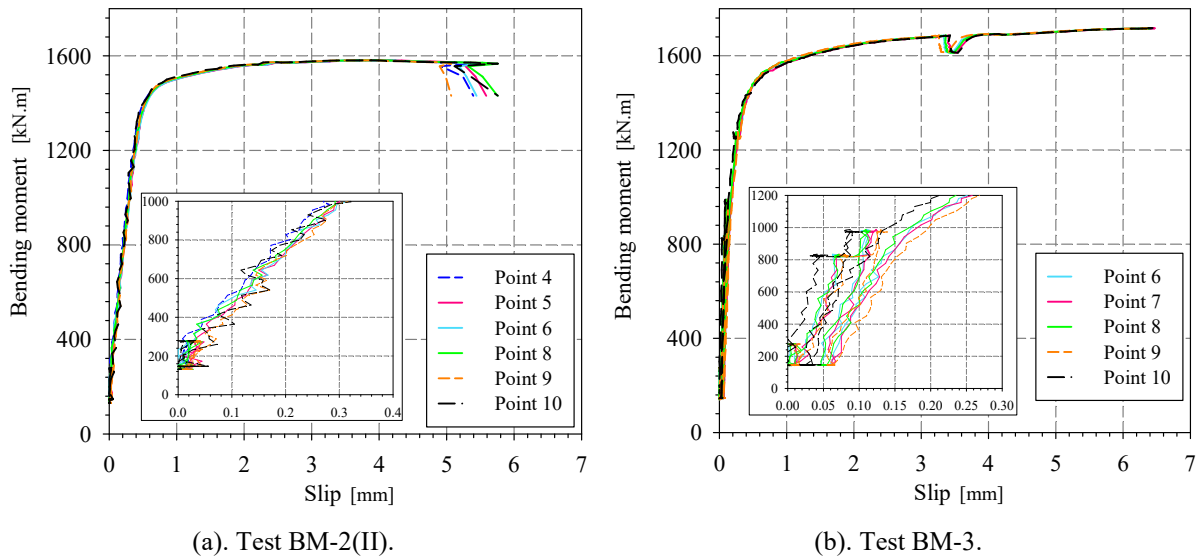 Bending moment [kN.m]
1600
1200
800
400
0
0 1 2 3 4 5 6 7
Slip [mm]
1000
800
600
400
200
0
0.0 0.1 0.2 0.3 0.4
Point 4
Point 5
Point 6
Point 8
Point 9
Point 10
(a). Test BM-2(II).
Bending moment [kN.m]
1600
1200
800
400
0
0 1 2 3 4 5 6 7
Slip [mm]
1200
1000
800
600
400
200
0
0.00 0.05 0.10 0.15 0.20 0.25 0.30
Point 6
Point 7
Point 8
Point 9
Point 10
(b). Test BM-3.